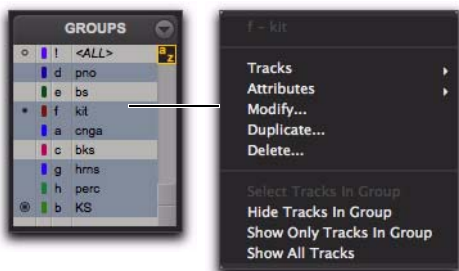 GROUPS
a z
! <ALL>
d pno
e bs
f kit
a cnga
c bks
g hrns
h perc
b KS
f – kit
Tracks
Attributes
Modify...
Duplicate...
Delete...
Select Tracks In Group
Hide Tracks In Group
Show Only Tracks In Group
Show All Tracks